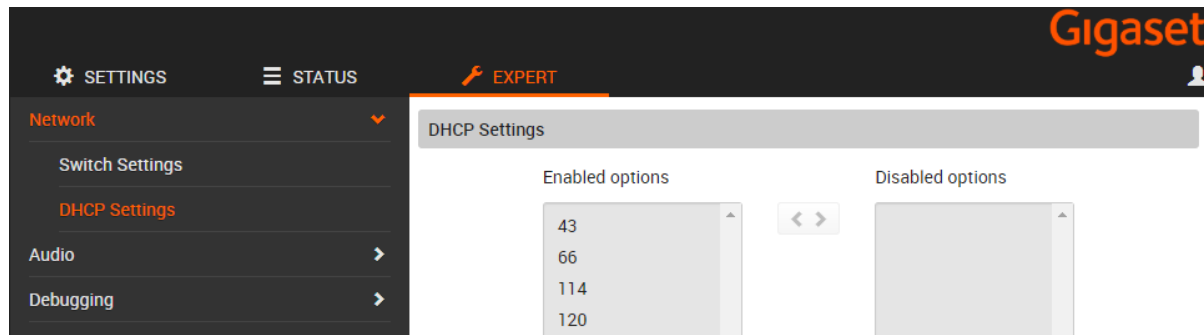 Gigaset
SETTINGS
STATUS
EXPERT
Network
Switch Settings
DHCP Settings
Audio
Debugging
DHCP Settings
Enabled options
Disabled options
43
66
114
120